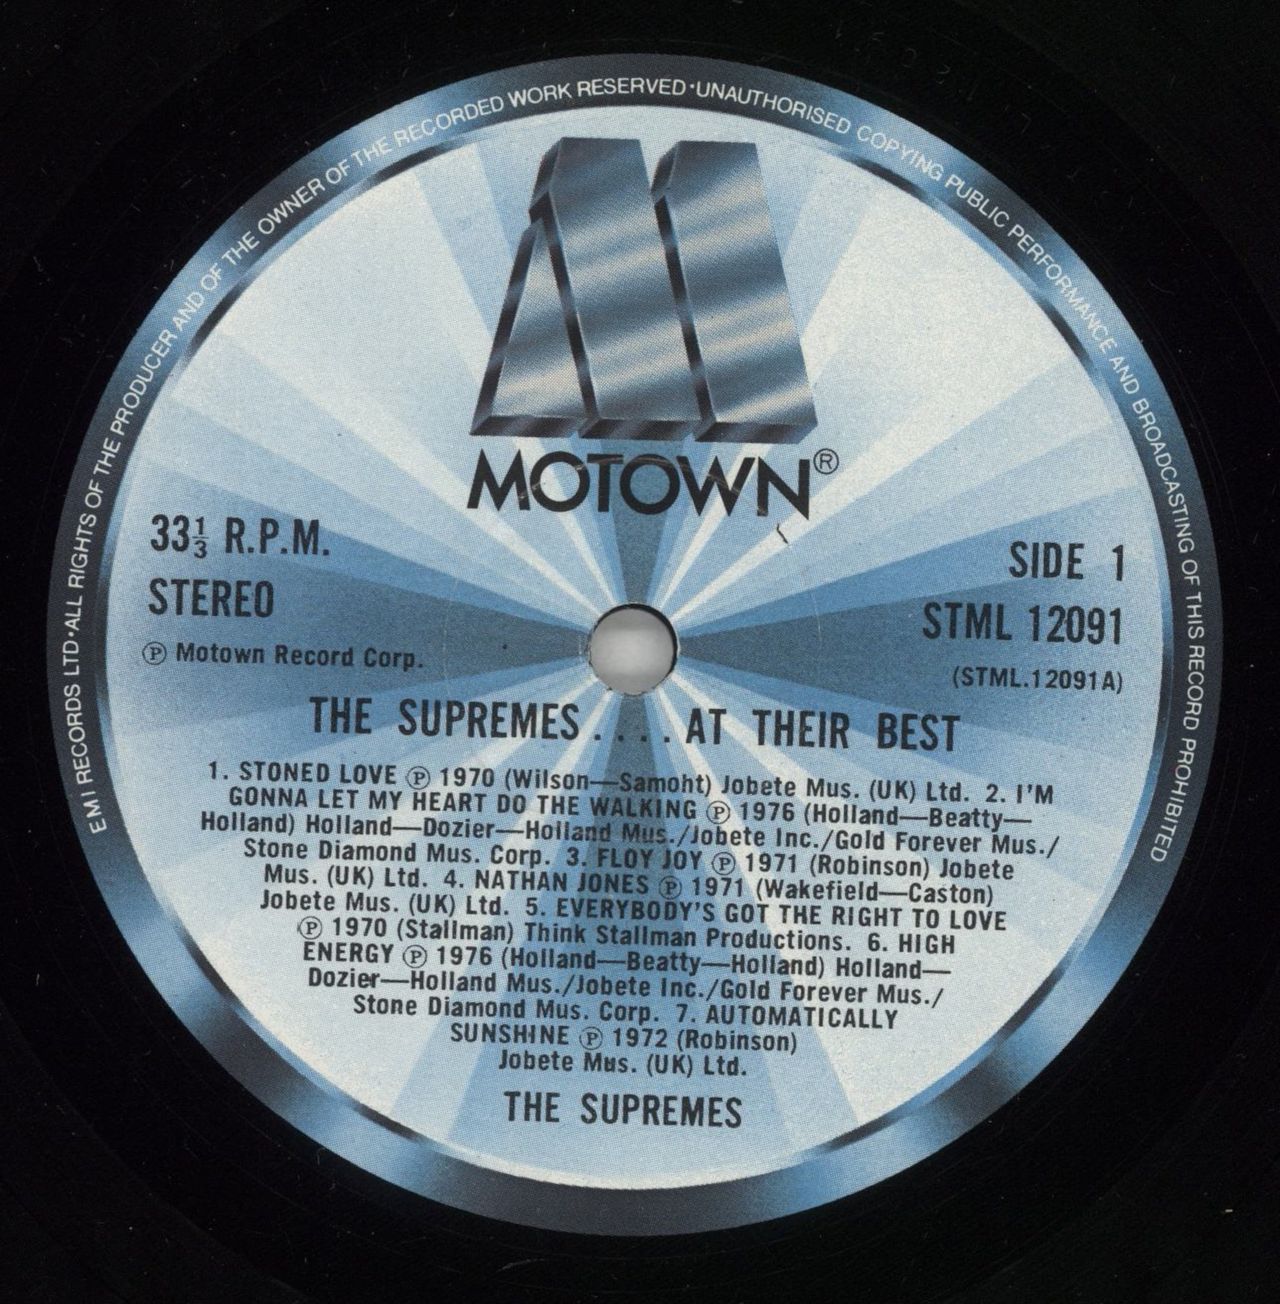 EMI RECORDS LTD·ALL RIGHTS OF THE PRODUCER AND OF THE OWNER OF THE RECORDED WORK RESERVED·UNAUTHORISED COPYING PUBLIC PERFORMANCE AND BROADCASTING OF THIS RECORD PROHIBITED
MOTOWN®
33⅓ R.P.M.
STEREO
℗ Motown Record Corp.
SIDE 1
STML 12091
(STML.12091A)
THE SUPREMES....AT THEIR BEST
1. STONED LOVE ℗ 1970 (Wilson—Samoht) Jobete Mus. (UK) Ltd. 2. I'M
GONNA LET MY HEART DO THE WALKING ℗ 1976 (Holland—Beatty—
Holland) Holland—Dozier—Holland Mus./Jobete Inc./Gold Forever Mus./
Stone Diamond Mus. Corp. 3. FLOY JOY ℗ 1971 (Robinson) Jobete
Mus. (UK) Ltd. 4. NATHAN JONES ℗ 1971 (Wakefield—Caston)
Jobete Mus. (UK) Ltd. 5. EVERYBODY'S GOT THE RIGHT TO LOVE
℗ 1970 (Stallman) Think Stallman Productions. 6. HIGH
ENERGY ℗ 1976 (Holland—Beatty—Holland) Holland—
Dozier—Holland Mus./Jobete Inc./Gold Forever Mus./
Stone Diamond Mus. Corp. 7. AUTOMATICALLY
SUNSHINE ℗ 1972 (Robinson)
Jobete Mus. (UK) Ltd.
THE SUPREMES